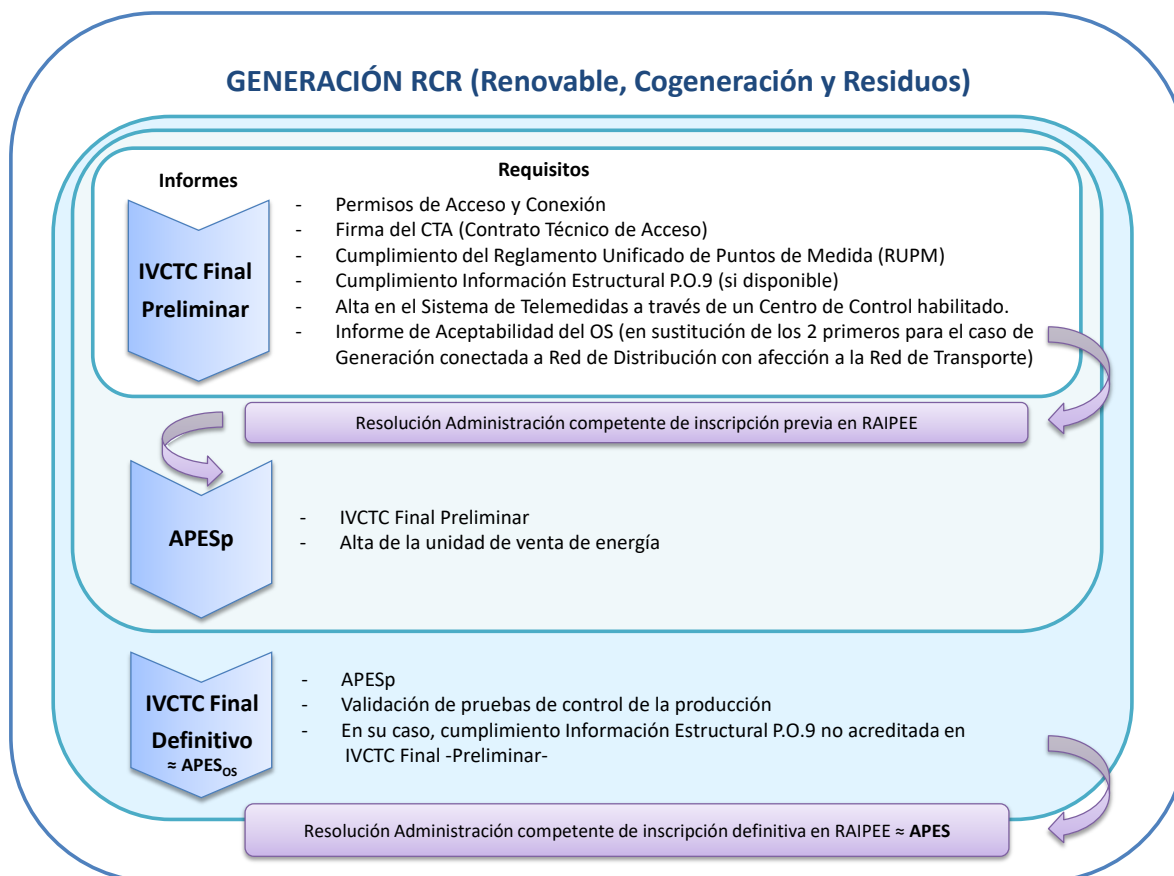 GENERACIÓN RCR (Renovable, Cogeneración y Residuos)
Informes
Requisitos
IVCTC Final
Preliminar
- Permisos de Acceso y Conexión
- Firma del CTA (Contrato Técnico de Acceso)
- Cumplimiento del Reglamento Unificado de Puntos de Medida (RUPM)
- Cumplimiento Información Estructural P.O.9 (si disponible)
- Alta en el Sistema de Telemedidas a través de un Centro de Control habilitado.
- Informe de Aceptabilidad del OS (en sustitución de los 2 primeros para el caso de
Generación conectada a Red de Distribución con afección a la Red de Transporte)
Resolución Administración competente de inscripción previa en RAIPEE
APESp
- IVCTC Final Preliminar
- Alta de la unidad de venta de energía
IVCTC Final
Definitivo
≈ APESOS
- APESp
- Validación de pruebas de control de la producción
- En su caso, cumplimiento Información Estructural P.O.9 no acreditada en
IVCTC Final -Preliminar-
Resolución Administración competente de inscripción definitiva en RAIPEE ≈ APES